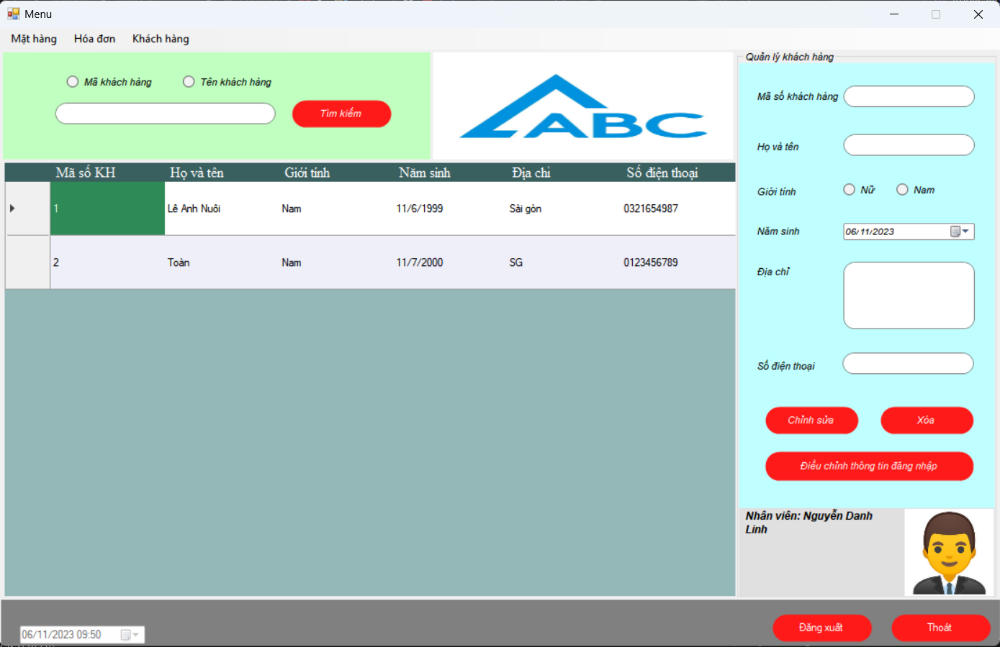 Menu
Mặt hàng Hóa đơn Khách hàng
Mã khách hàng Tên khách hàng
Tìm kiếm
ABC
Mã số KH Họ và tên Giới tính Năm sinh Địa chỉ Số điện thoại
1 Lê Anh Nuôi Nam 11/6/1999 Sài gòn 0321654987
2 Toàn Nam 11/7/2000 SG 0123456789
Quản lý khách hàng
Mã số khách hàng
Họ và tên
Giới tính Nữ Nam
Năm sinh 06/11/2023
Địa chỉ
Số điện thoại
Chỉnh sửa Xóa
Điều chỉnh thông tin đăng nhập
Nhân viên: Nguyễn Danh
Linh
06/11/2023 09:50
Đăng xuất Thoát